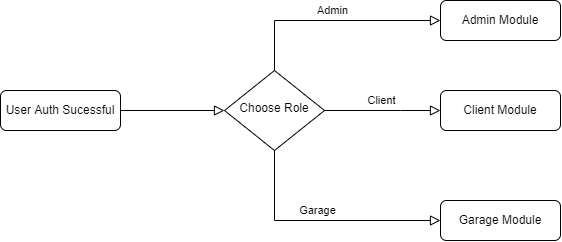 Admin
Admin Module
User Auth Sucessful
Choose Role
Client
Client Module
Garage
Garage Module